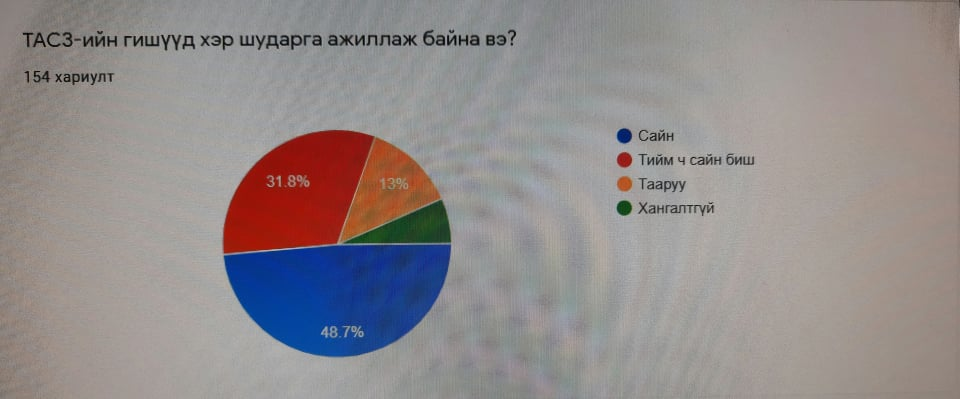 ТАСЗ-ийн гишүүд хэр шударга ажиллаж байна вэ?
154 хариулт
31.8%
13%
48.7%
Сайн
Тийм ч сайн биш
Тааруу
Хангалтгүй